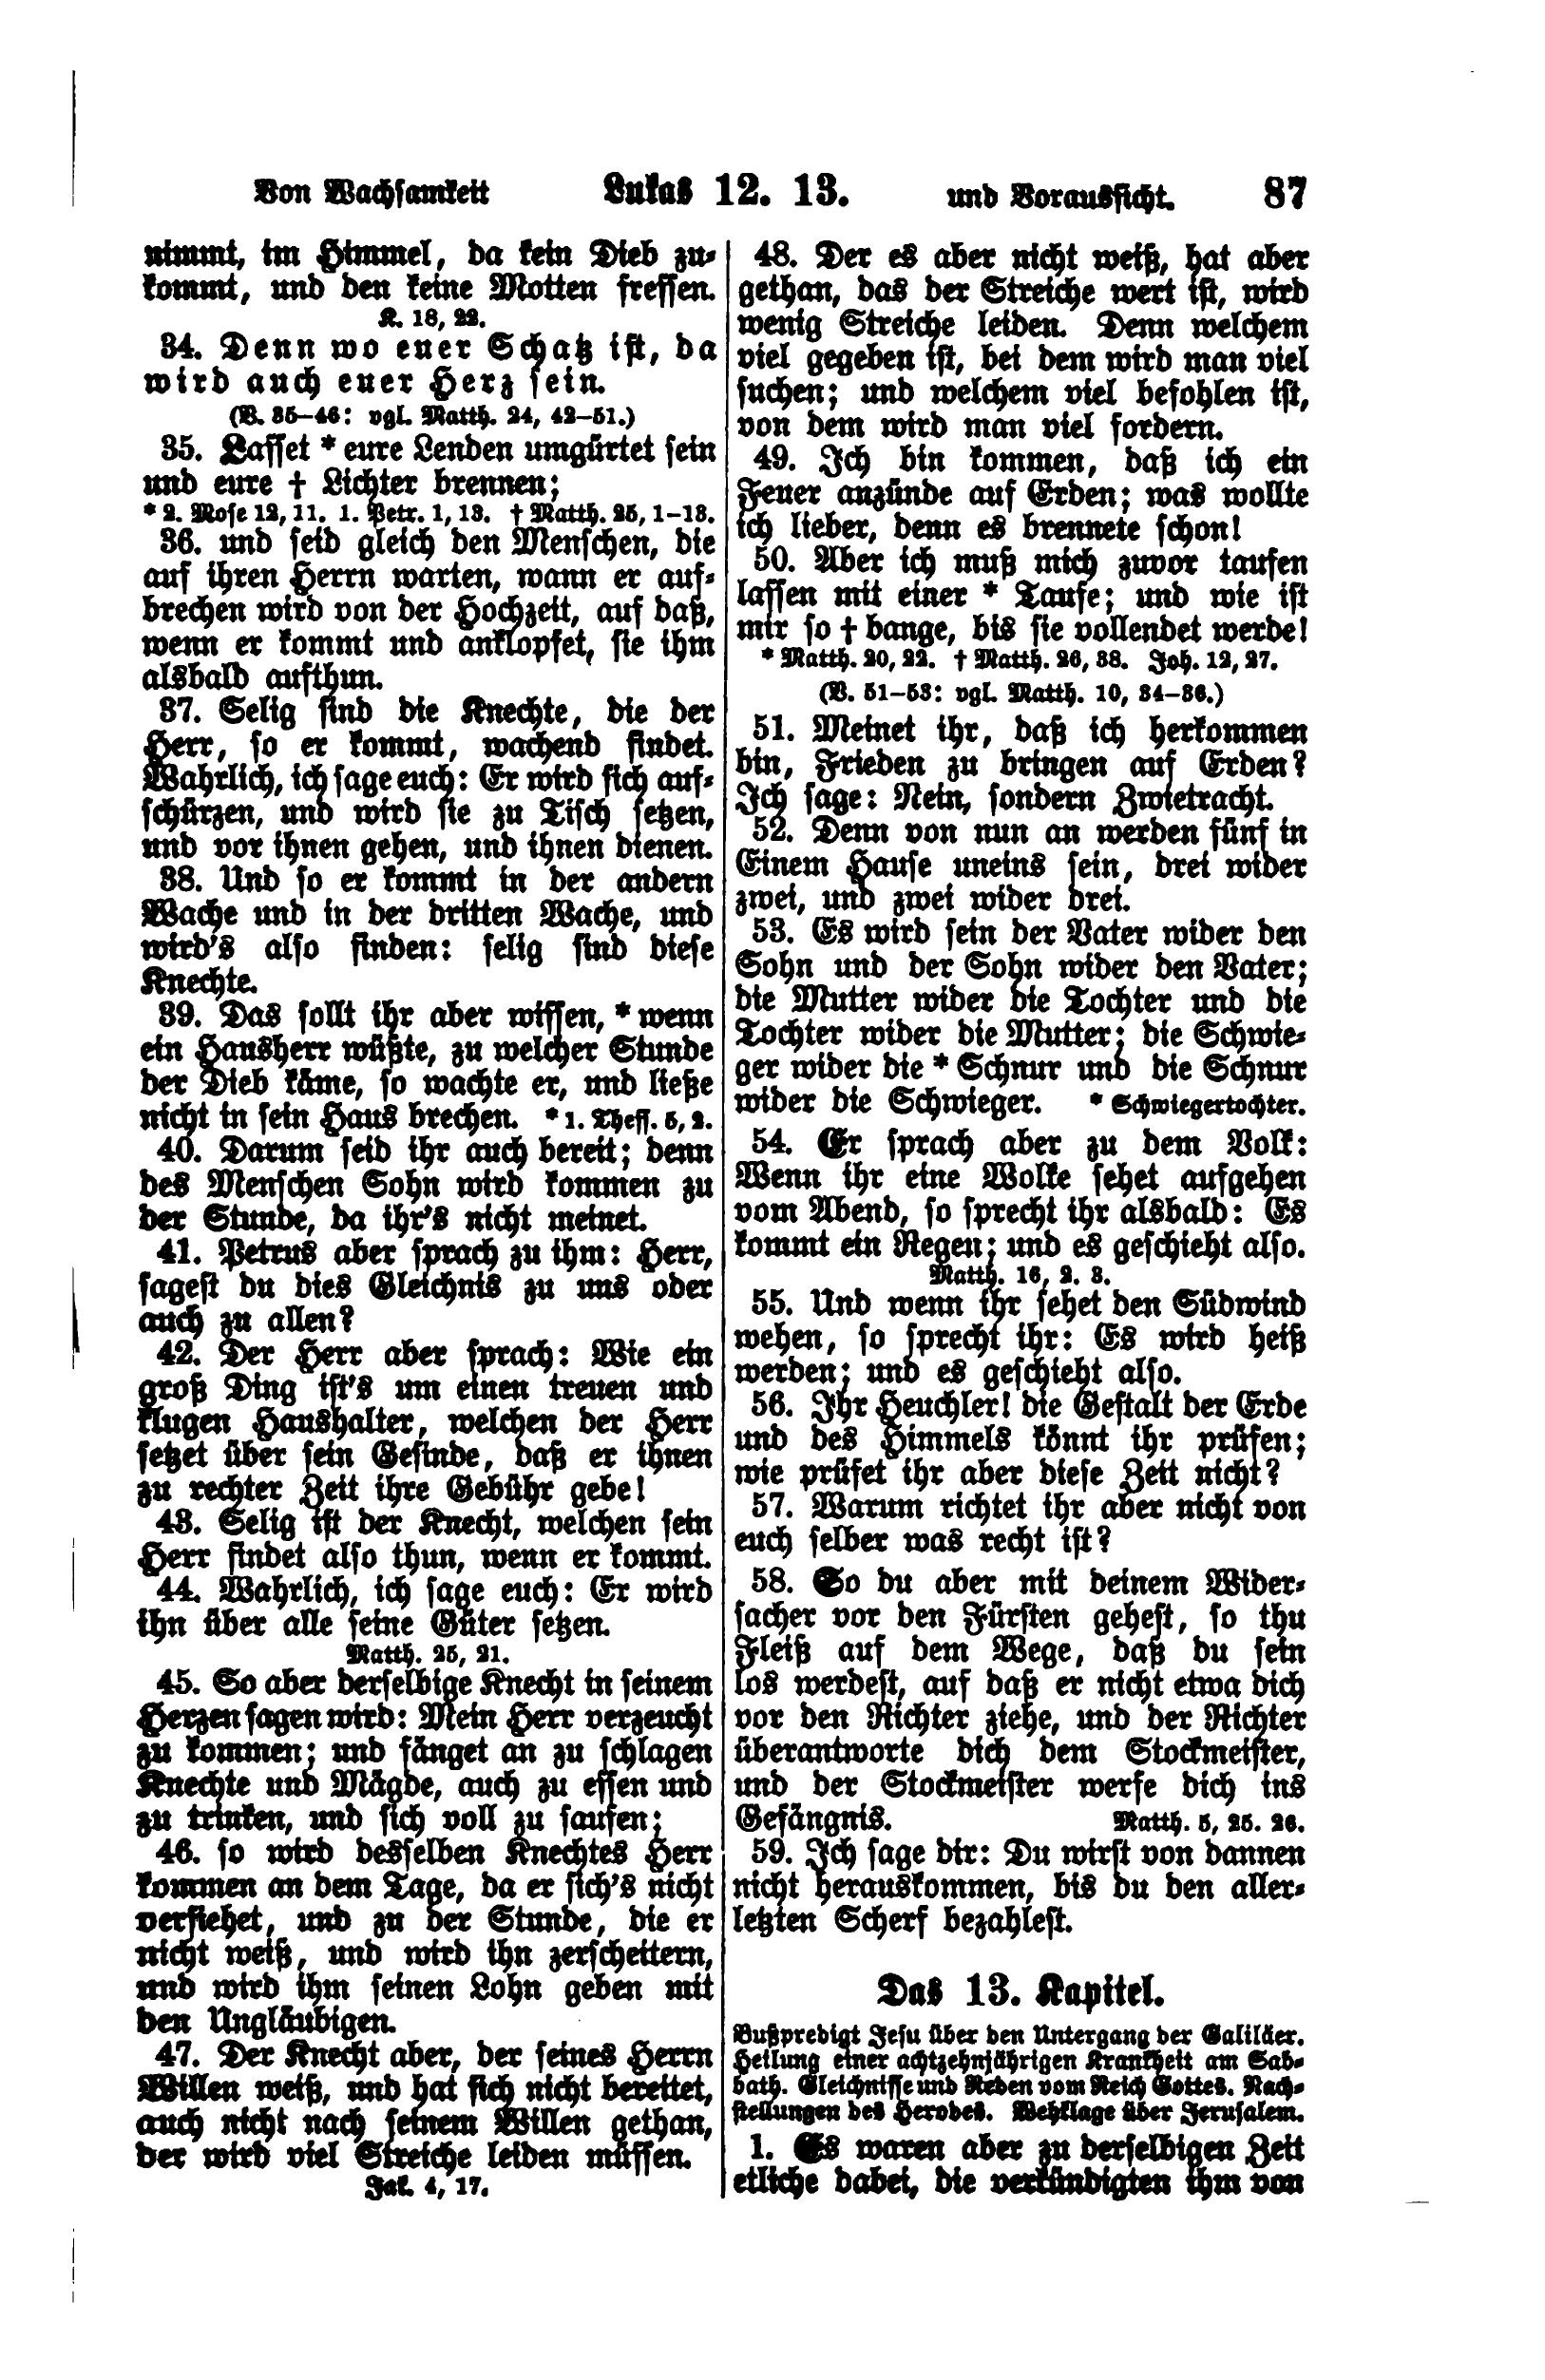 Von Wachsamkeit Lukas 12. 13. und Voraussicht. 87
nimmt, im Himmel, da kein Dieb zu-
kommt, und den keine Motten fressen.
K. 18, 22.
34. Denn wo euer Schatz ist, da
wird auch euer Herz sein.
(V. 35–46: vgl. Matth. 24, 42–51.)
35. Lasset * eure Lenden umgürtet sein
und eure † Lichter brennen;
* 2. Mose 12, 11. 1. Petr. 1, 13. † Matth. 25, 1–13.
36. und seid gleich den Menschen, die
auf ihren Herrn warten, wann er auf-
brechen wird von der Hochzeit, auf daß,
wenn er kommt und anklopfet, sie ihm
alsbald aufthun.
37. Selig sind die Knechte, die der
Herr, so er kommt, wachend findet.
Wahrlich, ich sage euch: Er wird sich auf-
schürzen, und wird sie zu Tisch setzen,
und vor ihnen gehen, und ihnen dienen.
38. Und so er kommt in der andern
Wache und in der dritten Wache, und
wird's also finden: selig sind diese
Knechte.
39. Das sollt ihr aber wissen, * wenn
ein Hausherr wüßte, zu welcher Stunde
der Dieb käme, so wachte er, und ließe
nicht in sein Haus brechen. * 1. Thess. 5, 2.
40. Darum seid ihr auch bereit; denn
des Menschen Sohn wird kommen zu
der Stunde, da ihr's nicht meinet.
41. Petrus aber sprach zu ihm: Herr,
sagest du dies Gleichnis zu uns oder
auch zu allen?
42. Der Herr aber sprach: Wie ein
groß Ding ist's um einen treuen und
klugen Haushalter, welchen der Herr
setzet über sein Gesinde, daß er ihnen
zu rechter Zeit ihre Gebühr gebe!
43. Selig ist der Knecht, welchen sein
Herr findet also thun, wenn er kommt.
44. Wahrlich, ich sage euch: Er wird
ihn über alle seine Güter setzen.
Matth. 25, 21.
45. So aber derselbige Knecht in seinem
Herzen sagen wird: Mein Herr verzeucht
zu kommen; und fänget an zu schlagen
Knechte und Mägde, auch zu essen und
zu trinken, und sich voll zu saufen;
46. so wird desselben Knechtes Herr
kommen an dem Tage, da er sich's nicht
versiehet, und zu der Stunde, die er
nicht weiß, und wird ihn zerscheitern,
und wird ihm seinen Lohn geben mit
den Ungläubigen.
47. Der Knecht aber, der seines Herrn
Willen weiß, und hat sich nicht bereitet,
auch nicht nach seinem Willen gethan,
der wird viel Streiche leiden müssen.
Jak. 4, 17.
48. Der es aber nicht weiß, hat aber
gethan, das der Streiche wert ist, wird
wenig Streiche leiden. Denn welchem
viel gegeben ist, bei dem wird man viel
suchen; und welchem viel befohlen ist,
von dem wird man viel fordern.
49. Ich bin kommen, daß ich ein
Feuer anzünde auf Erden; was wollte
ich lieber, denn es brennete schon!
50. Aber ich muß mich zuvor taufen
lassen mit einer * Taufe; und wie ist
mir so † bange, bis sie vollendet werde!
* Matth. 20, 22. † Matth. 26, 38. Joh. 12, 27.
(V. 51–53: vgl. Matth. 10, 34–36.)
51. Meinet ihr, daß ich herkommen
bin, Frieden zu bringen auf Erden?
Ich sage: Nein, sondern Zwietracht.
52. Denn von nun an werden fünf in
Einem Hause uneins sein, drei wider
zwei, und zwei wider drei.
53. Es wird sein der Vater wider den
Sohn und der Sohn wider den Vater;
die Mutter wider die Tochter und die
Tochter wider die Mutter; die Schwie-
ger wider die * Schnur und die Schnur
wider die Schwieger. * Schwiegertochter.
54. Er sprach aber zu dem Volk:
Wenn ihr eine Wolke sehet aufgehen
vom Abend, so sprecht ihr alsbald: Es
kommt ein Regen; und es geschieht also.
Matth. 16, 2. 3.
55. Und wenn ihr sehet den Südwind
wehen, so sprecht ihr: Es wird heiß
werden; und es geschieht also.
56. Ihr Heuchler! die Gestalt der Erde
und des Himmels könnt ihr prüfen;
wie prüfet ihr aber diese Zeit nicht?
57. Warum richtet ihr aber nicht von
euch selber was recht ist?
58. So du aber mit deinem Wider-
sacher vor den Fürsten gehest, so thu
Fleiß auf dem Wege, daß du sein
los werdest, auf daß er nicht etwa dich
vor den Richter ziehe, und der Richter
überantworte dich dem Stockmeister,
und der Stockmeister werfe dich ins
Gefängnis. Matth. 5, 25. 26.
59. Ich sage dir: Du wirst von dannen
nicht herauskommen, bis du den aller-
letzten Scherf bezahlest.
Das 13. Kapitel.
Bußpredigt Jesu über den Untergang der Galiläer.
Heilung einer achtzehnjährigen Krankheit am Sab-
bath. Gleichnisse und Reden vom Reich Gottes. Nach-
stellungen des Herodes. Wehklage über Jerusalem.
1. Es waren aber zu derselbigen Zeit
etliche dabei, die verkündigten ihm von